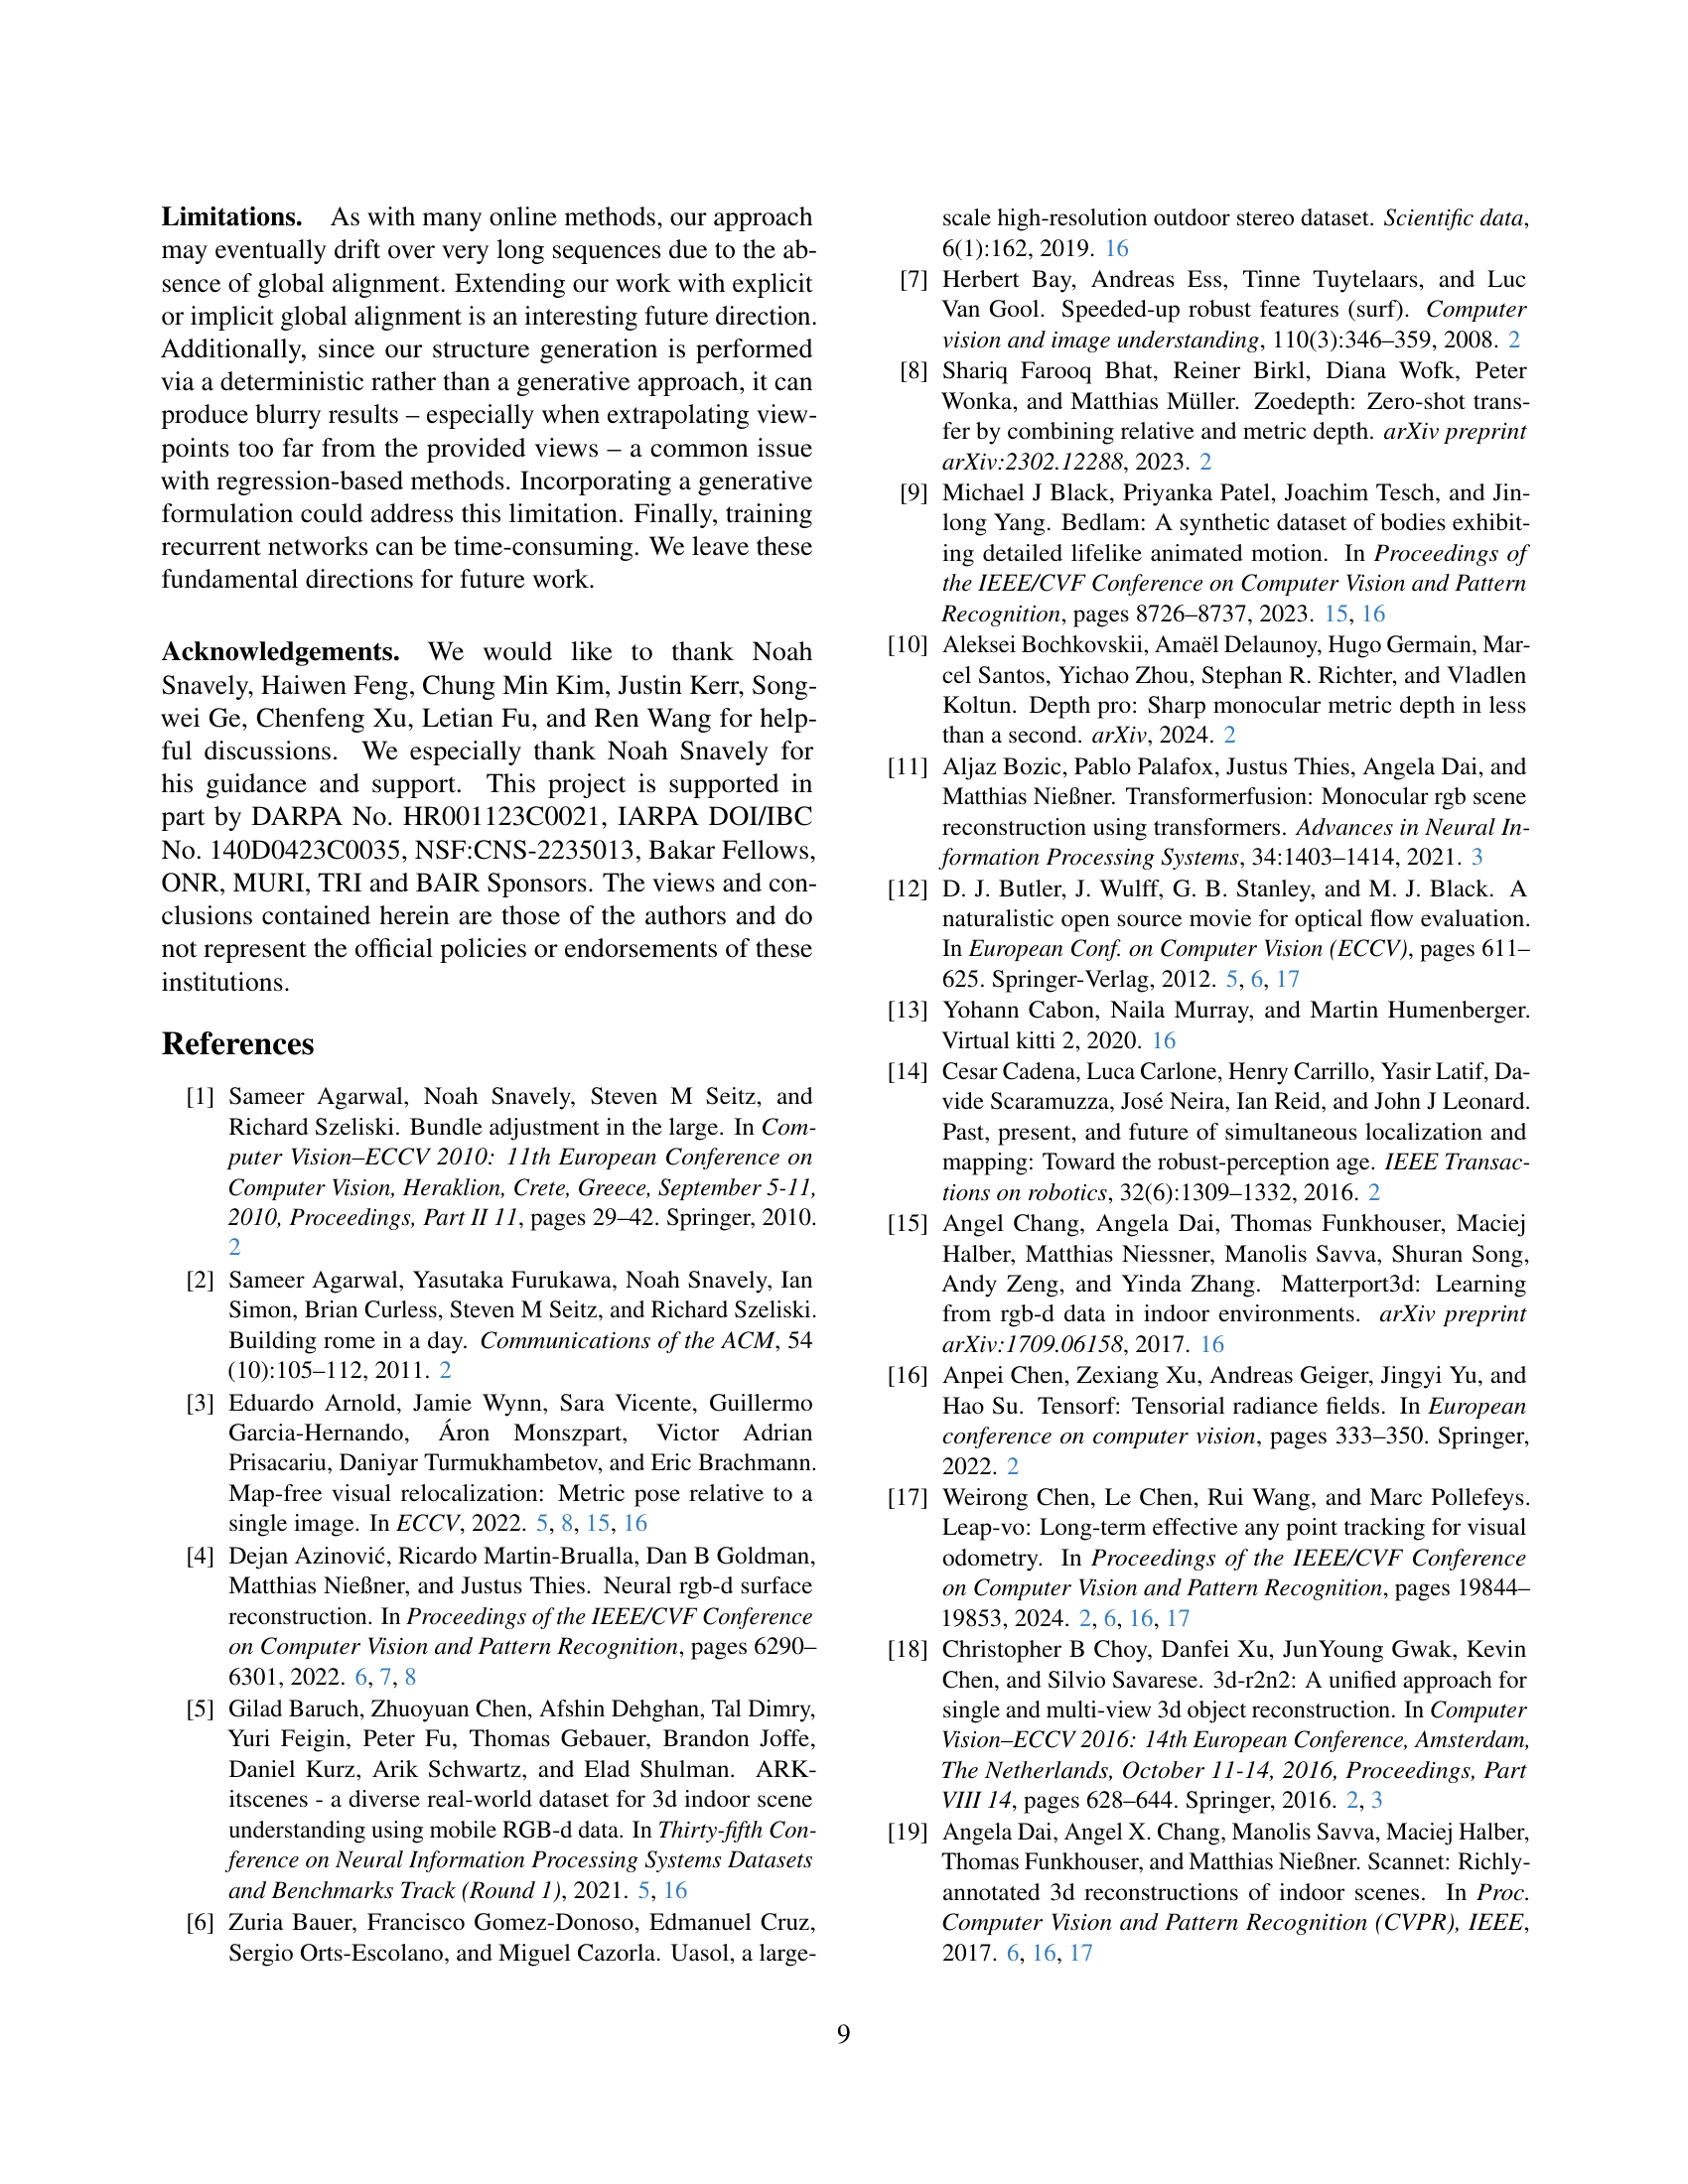 Limitations. As with many online methods, our approach
may eventually drift over very long sequences due to the ab-
sence of global alignment. Extending our work with explicit
or implicit global alignment is an interesting future direction.
Additionally, since our structure generation is performed
via a deterministic rather than a generative approach, it can
produce blurry results – especially when extrapolating view-
points too far from the provided views – a common issue
with regression-based methods. Incorporating a generative
formulation could address this limitation. Finally, training
recurrent networks can be time-consuming. We leave these
fundamental directions for future work.
Acknowledgements. We would like to thank Noah
Snavely, Haiwen Feng, Chung Min Kim, Justin Kerr, Song-
wei Ge, Chenfeng Xu, Letian Fu, and Ren Wang for help-
ful discussions. We especially thank Noah Snavely for
his guidance and support. This project is supported in
part by DARPA No. HR001123C0021, IARPA DOI/IBC
No. 140D0423C0035, NSF:CNS-2235013, Bakar Fellows,
ONR, MURI, TRI and BAIR Sponsors. The views and con-
clusions contained herein are those of the authors and do
not represent the official policies or endorsements of these
institutions.
References
[1] Sameer Agarwal, Noah Snavely, Steven M Seitz, and
Richard Szeliski. Bundle adjustment in the large. In Com-
puter Vision–ECCV 2010: 11th European Conference on
Computer Vision, Heraklion, Crete, Greece, September 5-11,
2010, Proceedings, Part II 11, pages 29–42. Springer, 2010.
2
[2] Sameer Agarwal, Yasutaka Furukawa, Noah Snavely, Ian
Simon, Brian Curless, Steven M Seitz, and Richard Szeliski.
Building rome in a day. Communications of the ACM, 54
(10):105–112, 2011. 2
[3] Eduardo Arnold, Jamie Wynn, Sara Vicente, Guillermo
Garcia-Hernando, Áron Monszpart, Victor Adrian
Prisacariu, Daniyar Turmukhambetov, and Eric Brachmann.
Map-free visual relocalization: Metric pose relative to a
single image. In ECCV, 2022. 5, 8, 15, 16
[4] Dejan Azinović, Ricardo Martin-Brualla, Dan B Goldman,
Matthias Nießner, and Justus Thies. Neural rgb-d surface
reconstruction. In Proceedings of the IEEE/CVF Conference
on Computer Vision and Pattern Recognition, pages 6290–
6301, 2022. 6, 7, 8
[5] Gilad Baruch, Zhuoyuan Chen, Afshin Dehghan, Tal Dimry,
Yuri Feigin, Peter Fu, Thomas Gebauer, Brandon Joffe,
Daniel Kurz, Arik Schwartz, and Elad Shulman. ARK-
itscenes - a diverse real-world dataset for 3d indoor scene
understanding using mobile RGB-d data. In Thirty-fifth Con-
ference on Neural Information Processing Systems Datasets
and Benchmarks Track (Round 1), 2021. 5, 16
[6] Zuria Bauer, Francisco Gomez-Donoso, Edmanuel Cruz,
Sergio Orts-Escolano, and Miguel Cazorla. Uasol, a large-
scale high-resolution outdoor stereo dataset. Scientific data,
6(1):162, 2019. 16
[7] Herbert Bay, Andreas Ess, Tinne Tuytelaars, and Luc
Van Gool. Speeded-up robust features (surf). Computer
vision and image understanding, 110(3):346–359, 2008. 2
[8] Shariq Farooq Bhat, Reiner Birkl, Diana Wofk, Peter
Wonka, and Matthias Müller. Zoedepth: Zero-shot trans-
fer by combining relative and metric depth. arXiv preprint
arXiv:2302.12288, 2023. 2
[9] Michael J Black, Priyanka Patel, Joachim Tesch, and Jin-
long Yang. Bedlam: A synthetic dataset of bodies exhibit-
ing detailed lifelike animated motion. In Proceedings of
the IEEE/CVF Conference on Computer Vision and Pattern
Recognition, pages 8726–8737, 2023. 15, 16
[10] Aleksei Bochkovskii, Amaël Delaunoy, Hugo Germain, Mar-
cel Santos, Yichao Zhou, Stephan R. Richter, and Vladlen
Koltun. Depth pro: Sharp monocular metric depth in less
than a second. arXiv, 2024. 2
[11] Aljaz Bozic, Pablo Palafox, Justus Thies, Angela Dai, and
Matthias Nießner. Transformerfusion: Monocular rgb scene
reconstruction using transformers. Advances in Neural In-
formation Processing Systems, 34:1403–1414, 2021. 3
[12] D. J. Butler, J. Wulff, G. B. Stanley, and M. J. Black. A
naturalistic open source movie for optical flow evaluation.
In European Conf. on Computer Vision (ECCV), pages 611–
625. Springer-Verlag, 2012. 5, 6, 17
[13] Yohann Cabon, Naila Murray, and Martin Humenberger.
Virtual kitti 2, 2020. 16
[14] Cesar Cadena, Luca Carlone, Henry Carrillo, Yasir Latif, Da-
vide Scaramuzza, José Neira, Ian Reid, and John J Leonard.
Past, present, and future of simultaneous localization and
mapping: Toward the robust-perception age. IEEE Transac-
tions on robotics, 32(6):1309–1332, 2016. 2
[15] Angel Chang, Angela Dai, Thomas Funkhouser, Maciej
Halber, Matthias Niessner, Manolis Savva, Shuran Song,
Andy Zeng, and Yinda Zhang. Matterport3d: Learning
from rgb-d data in indoor environments. arXiv preprint
arXiv:1709.06158, 2017. 16
[16] Anpei Chen, Zexiang Xu, Andreas Geiger, Jingyi Yu, and
Hao Su. Tensorf: Tensorial radiance fields. In European
conference on computer vision, pages 333–350. Springer,
2022. 2
[17] Weirong Chen, Le Chen, Rui Wang, and Marc Pollefeys.
Leap-vo: Long-term effective any point tracking for visual
odometry. In Proceedings of the IEEE/CVF Conference
on Computer Vision and Pattern Recognition, pages 19844–
19853, 2024. 2, 6, 16, 17
[18] Christopher B Choy, Danfei Xu, JunYoung Gwak, Kevin
Chen, and Silvio Savarese. 3d-r2n2: A unified approach for
single and multi-view 3d object reconstruction. In Computer
Vision–ECCV 2016: 14th European Conference, Amsterdam,
The Netherlands, October 11-14, 2016, Proceedings, Part
VIII 14, pages 628–644. Springer, 2016. 2, 3
[19] Angela Dai, Angel X. Chang, Manolis Savva, Maciej Halber,
Thomas Funkhouser, and Matthias Nießner. Scannet: Richly-
annotated 3d reconstructions of indoor scenes. In Proc.
Computer Vision and Pattern Recognition (CVPR), IEEE,
2017. 6, 16, 17
9